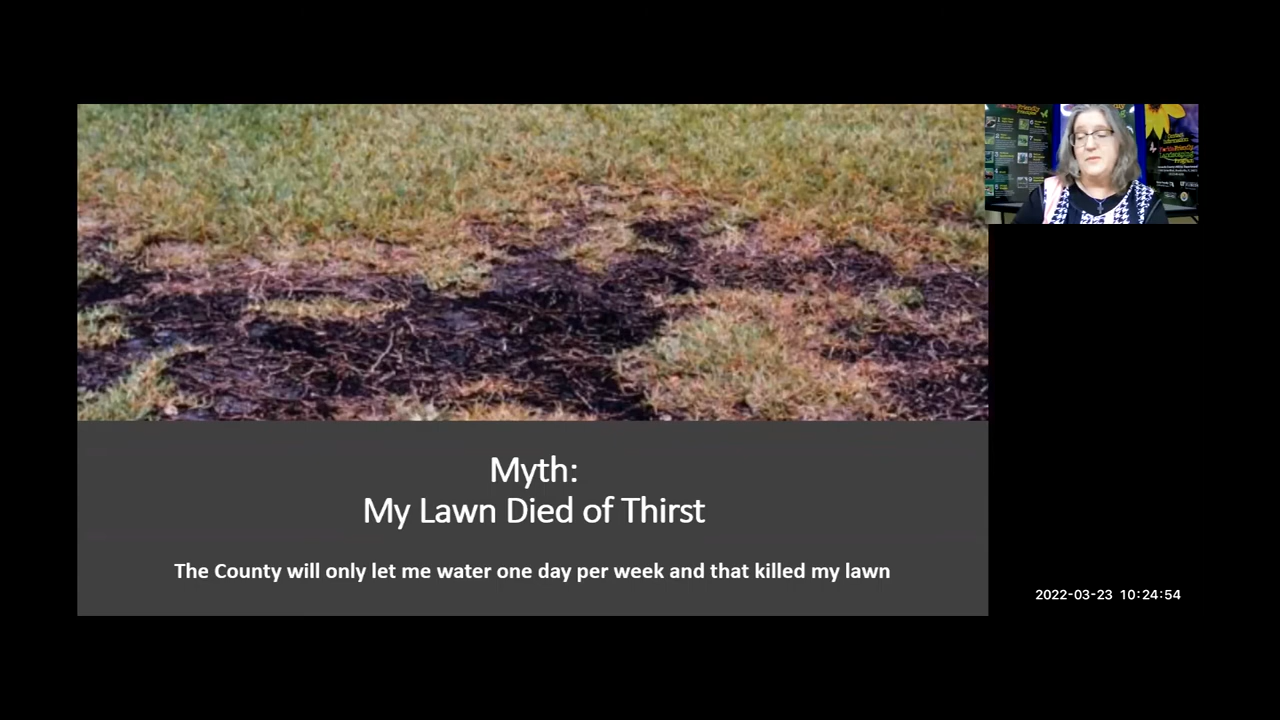 Myth:
My Lawn Died of Thirst
The County will only let me water one day per week and that killed my lawn
2022-03-23 10:24:54